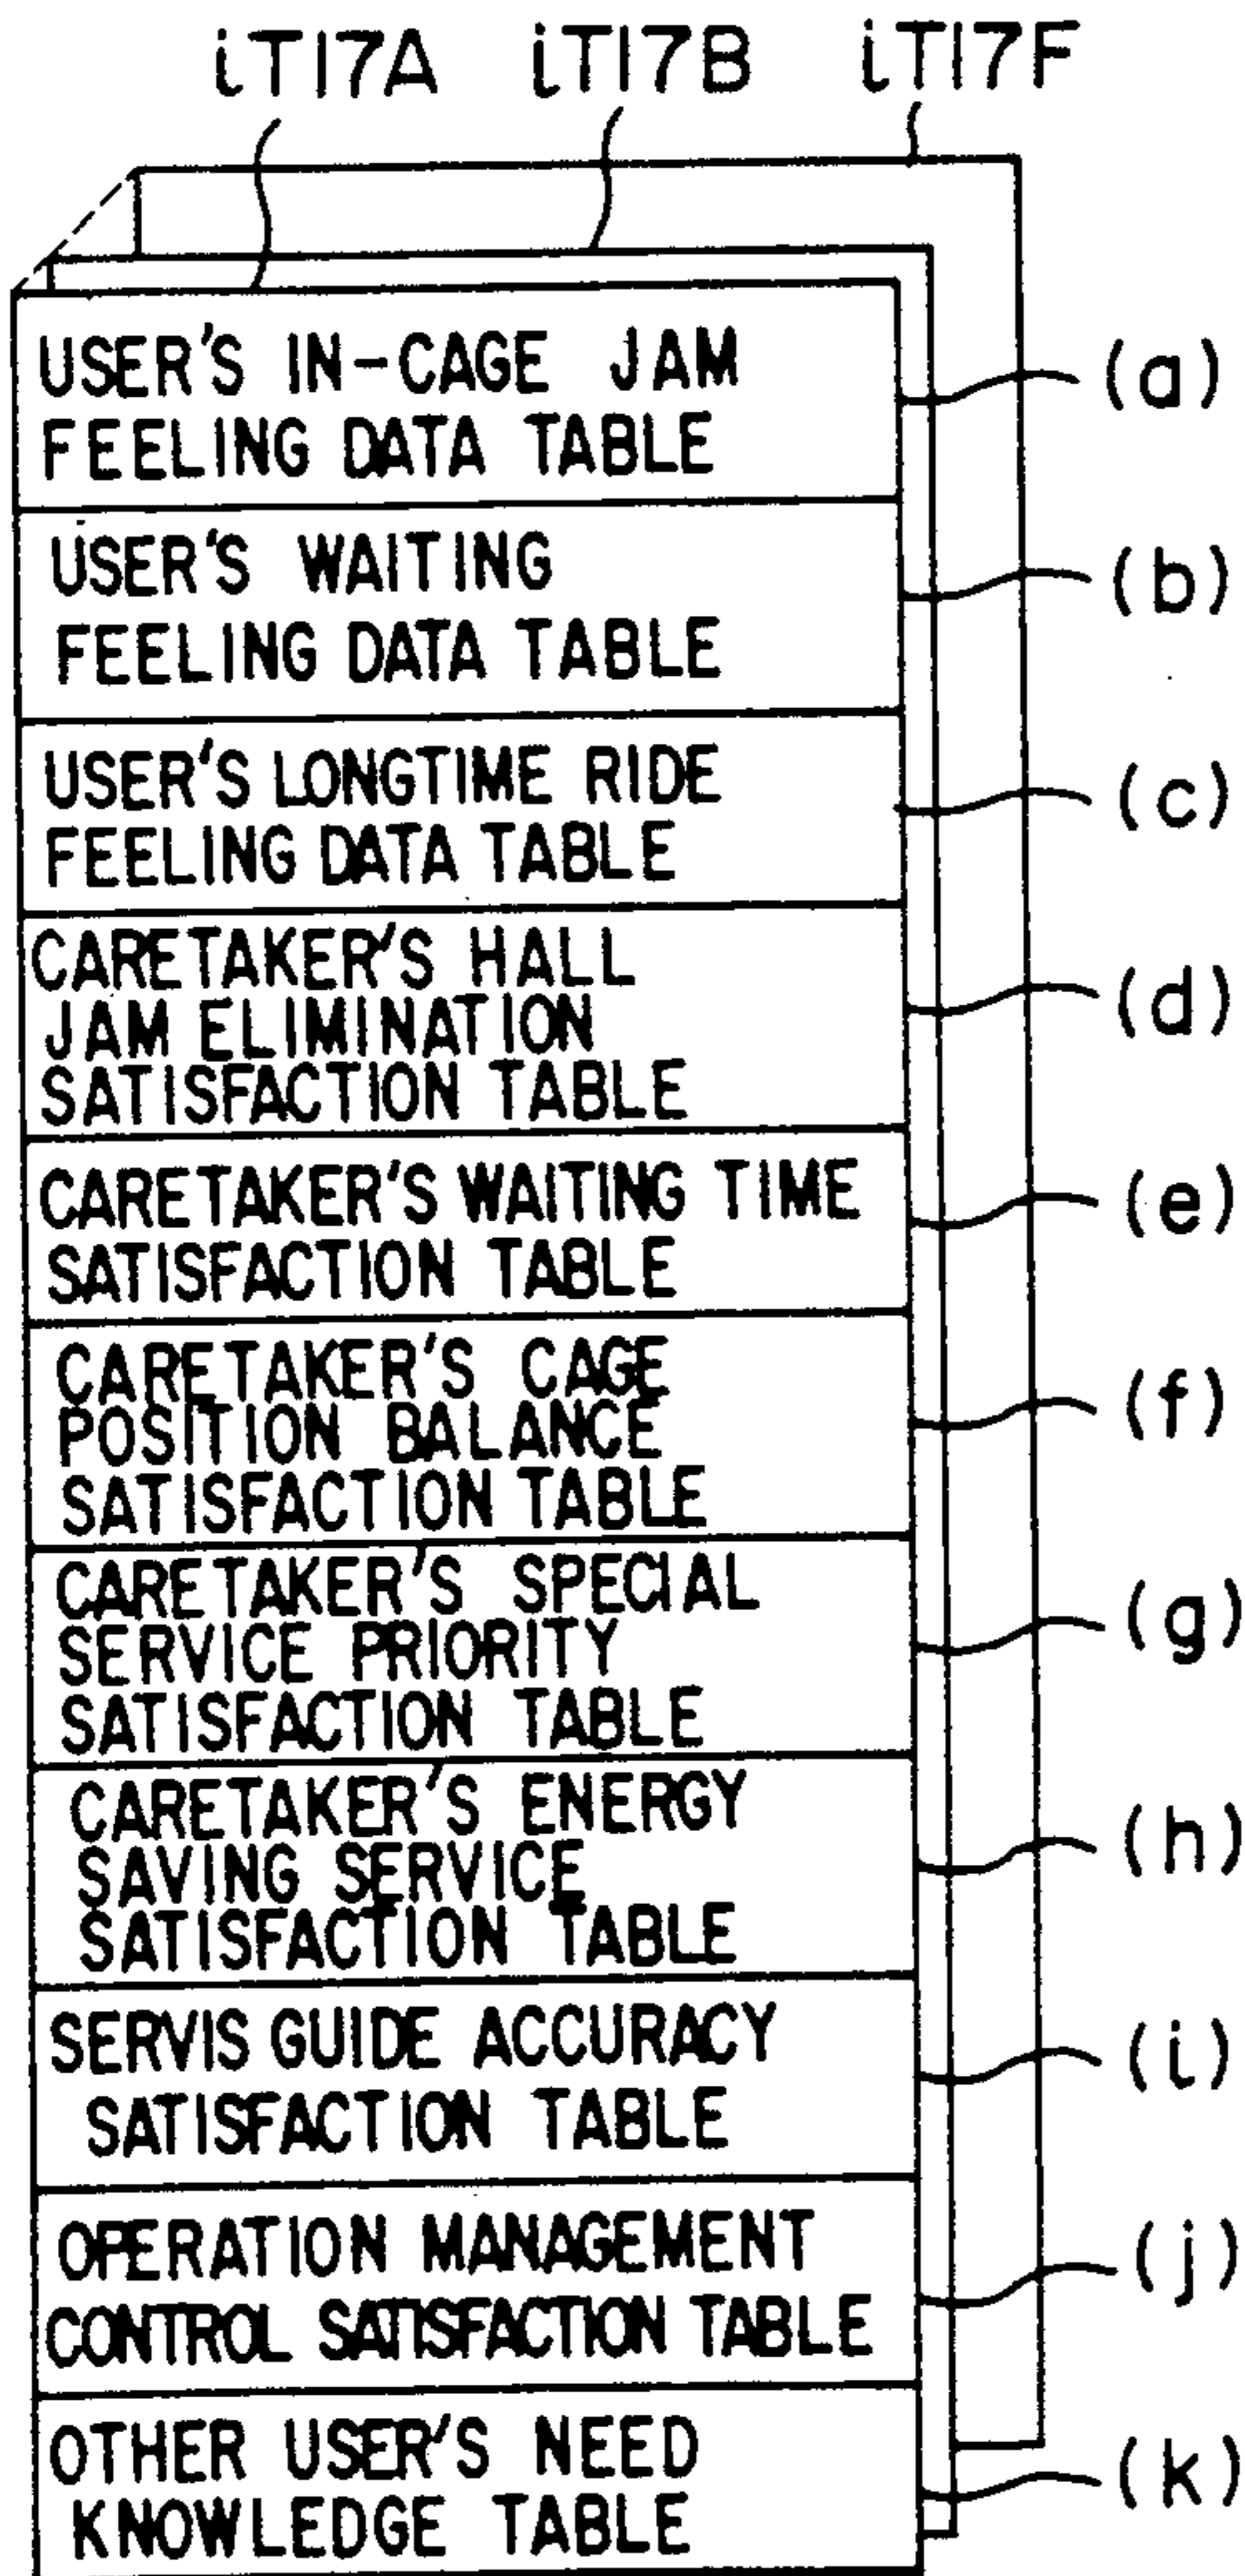 iT17A iT17B iT17F
USER'S IN-CAGE JAM
FEELING DATA TABLE
(a)
USER'S WAITING
FEELING DATA TABLE
(b)
USER'S LONGTIME RIDE
FEELING DATA TABLE
(c)
CARETAKER'S HALL
JAM ELIMINATION
SATISFACTION TABLE
(d)
CARETAKER'S WAITING TIME
SATISFACTION TABLE
(e)
CARETAKER'S CAGE
POSITION BALANCE
SATISFACTION TABLE
(f)
CARETAKER'S SPECIAL
SERVICE PRIORITY
SATISFACTION TABLE
(g)
CARETAKER'S ENERGY
SAVING SERVICE
SATISFACTION TABLE
(h)
SERVIS GUIDE ACCURACY
SATISFACTION TABLE
(i)
OPERATION MANAGEMENT
CONTROL SATISFACTION TABLE
(j)
OTHER USER'S NEED
KNOWLEDGE TABLE
(k)